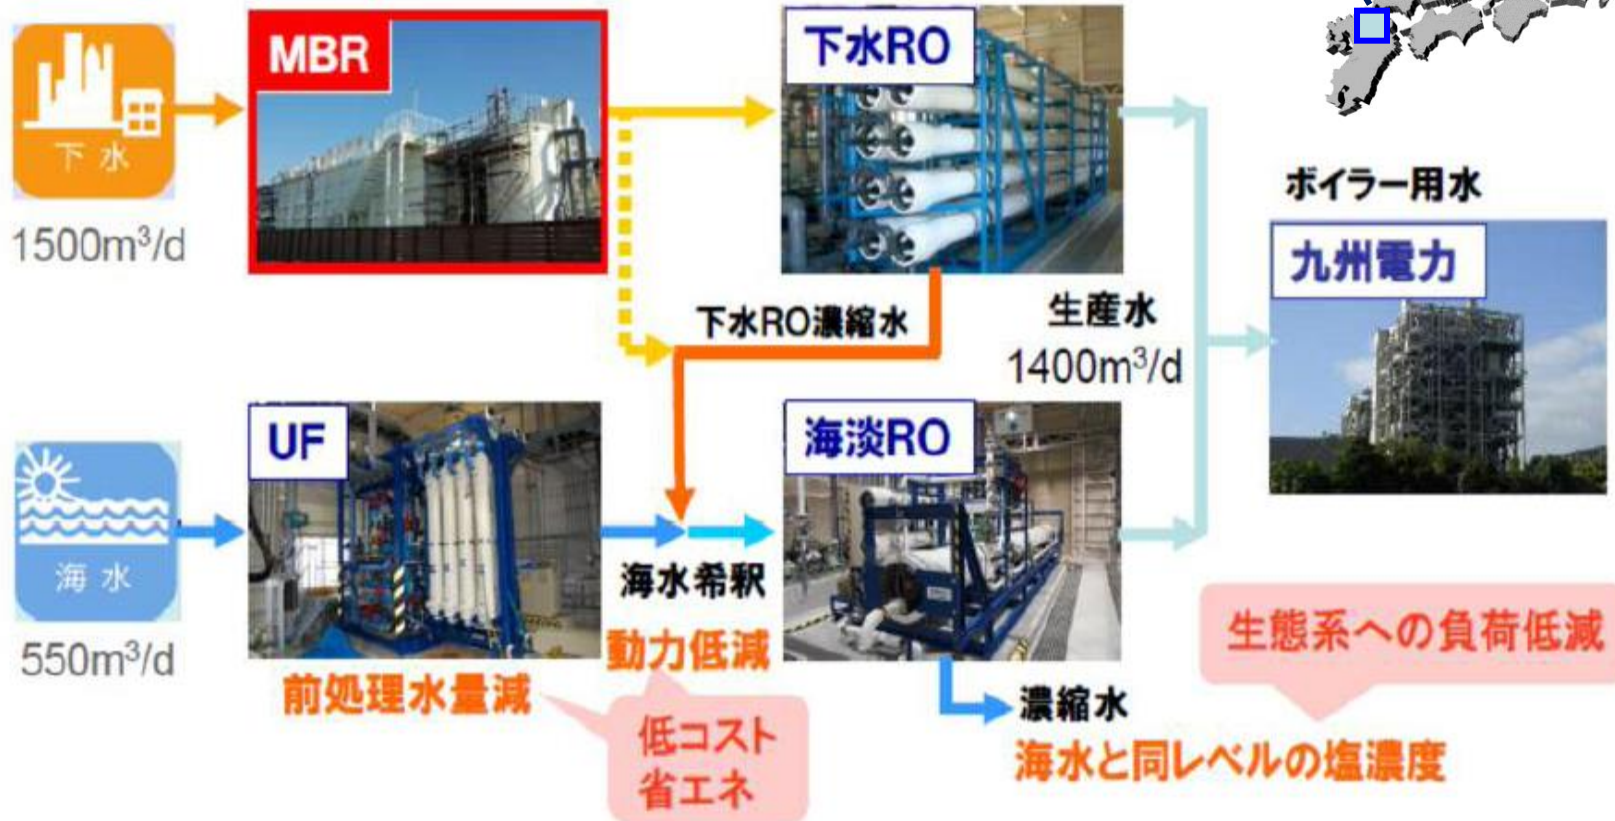 MBR
下水RO
下水
1500m³/d
ボイラー用水
九州電力
下水RO濃縮水
生産水
1400m³/d
UF
海淡RO
海水
550m³/d
海水希釈
動力低減
前処理水量減
低コスト
省エネ
生態系への負荷低減
濃縮水
海水と同レベルの塩濃度